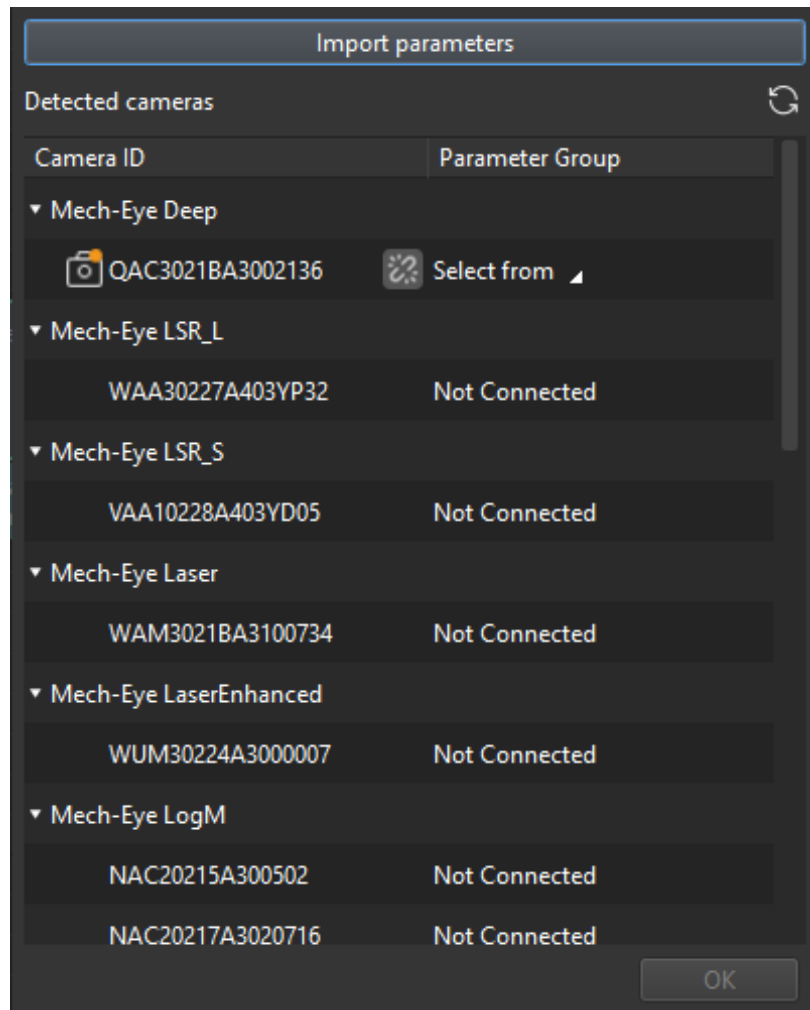 Import parameters
Detected cameras
Camera ID Parameter Group
Mech-Eye Deep
QAC3021BA3002136 Select from
Mech-Eye LSR_L
WAA30227A403YP32 Not Connected
Mech-Eye LSR_S
VAA10228A403YD05 Not Connected
Mech-Eye Laser
WAM3021BA3100734 Not Connected
Mech-Eye LaserEnhanced
WUM30224A3000007 Not Connected
Mech-Eye LogM
NAC20215A300502 Not Connected
NAC20217A3020716 Not Connected
OK